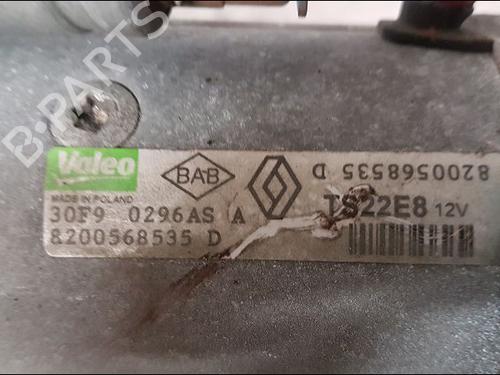 B-PARTS
Valeo
MADE IN POLAND
BAB
8200568535 D
30F9 0296AS A
TS22E8 12V
8200568535 D